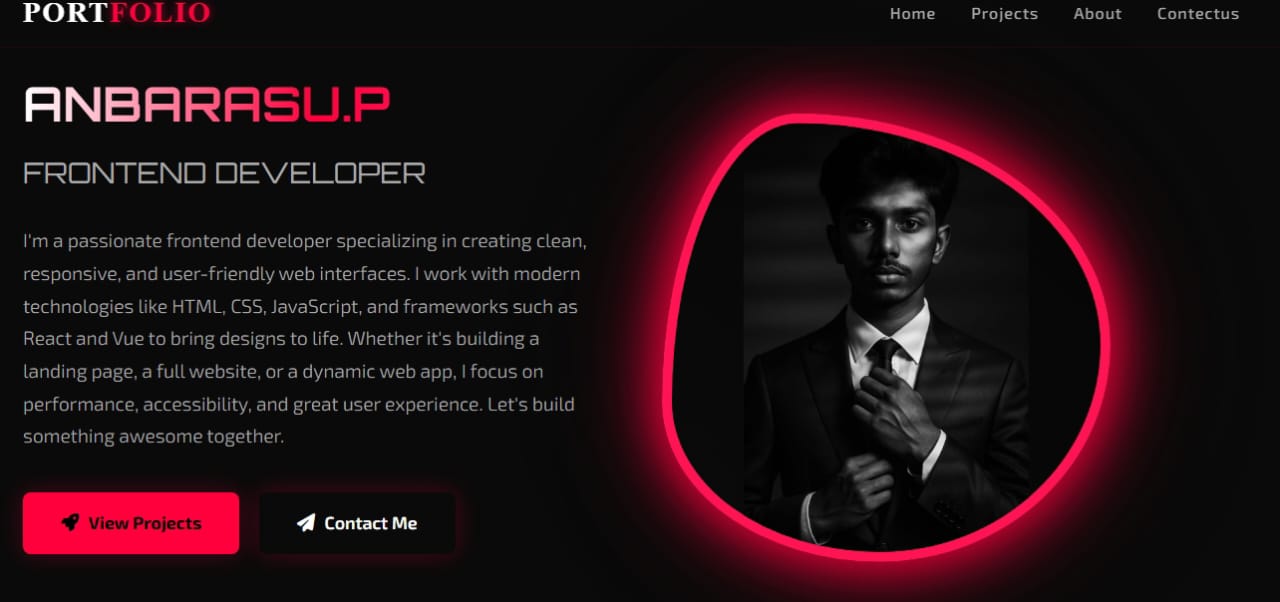 PORTFOLIO
Home Projects About Contectus
ANBARASU.P
FRONTEND DEVELOPER
I'm a passionate frontend developer specializing in creating clean,
responsive, and user-friendly web interfaces. I work with modern
technologies like HTML, CSS, JavaScript, and frameworks such as
React and Vue to bring designs to life. Whether it's building a
landing page, a full website, or a dynamic web app, I focus on
performance, accessibility, and great user experience. Let's build
something awesome together.
View Projects
Contact Me